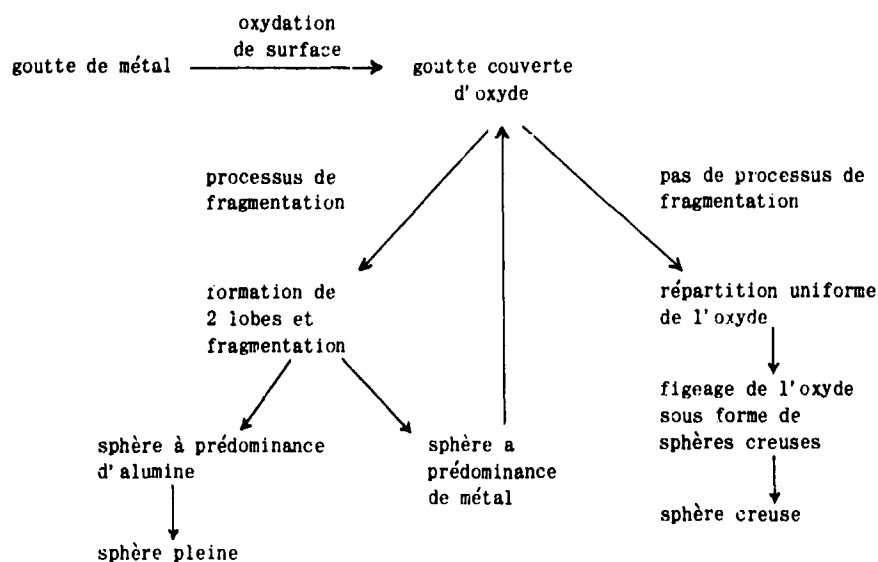 oxydation
de surface
goutte de métal
goutte couverte
d'oxyde
processus de
fragmentation
pas de processus de
fragmentation
formation de
2 lobes et
fragmentation
répartition uniforme
de l'oxyde
figeage de l'oxyde
sous forme de
sphères creuses
sphère à prédominance
d'alumine
sphère a
prédominance
de métal
sphère creuse
sphère pleine